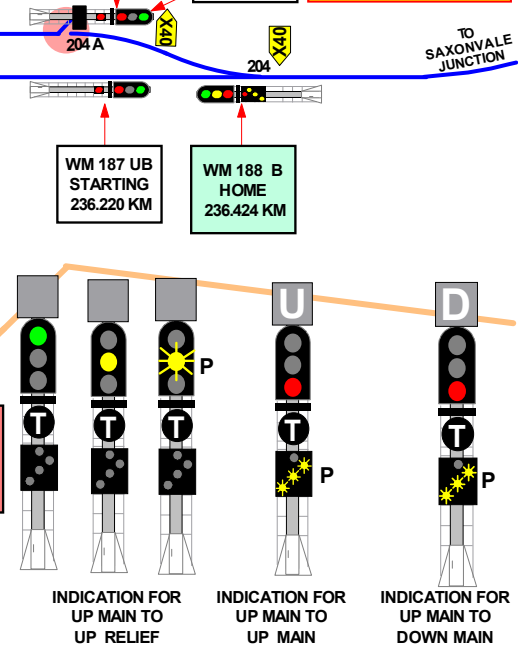 X40
204 A
X40
204
TO
SAXONVALE
JUNCTION
WM 187 UB
STARTING
236.220 KM
WM 188 B
HOME
236.424 KM
U
D
P
T
T
T
T
T
P
P
INDICATION FOR
UP MAIN TO
UP RELIEF
INDICATION FOR
UP MAIN TO
UP MAIN
INDICATION FOR
UP MAIN TO
DOWN MAIN